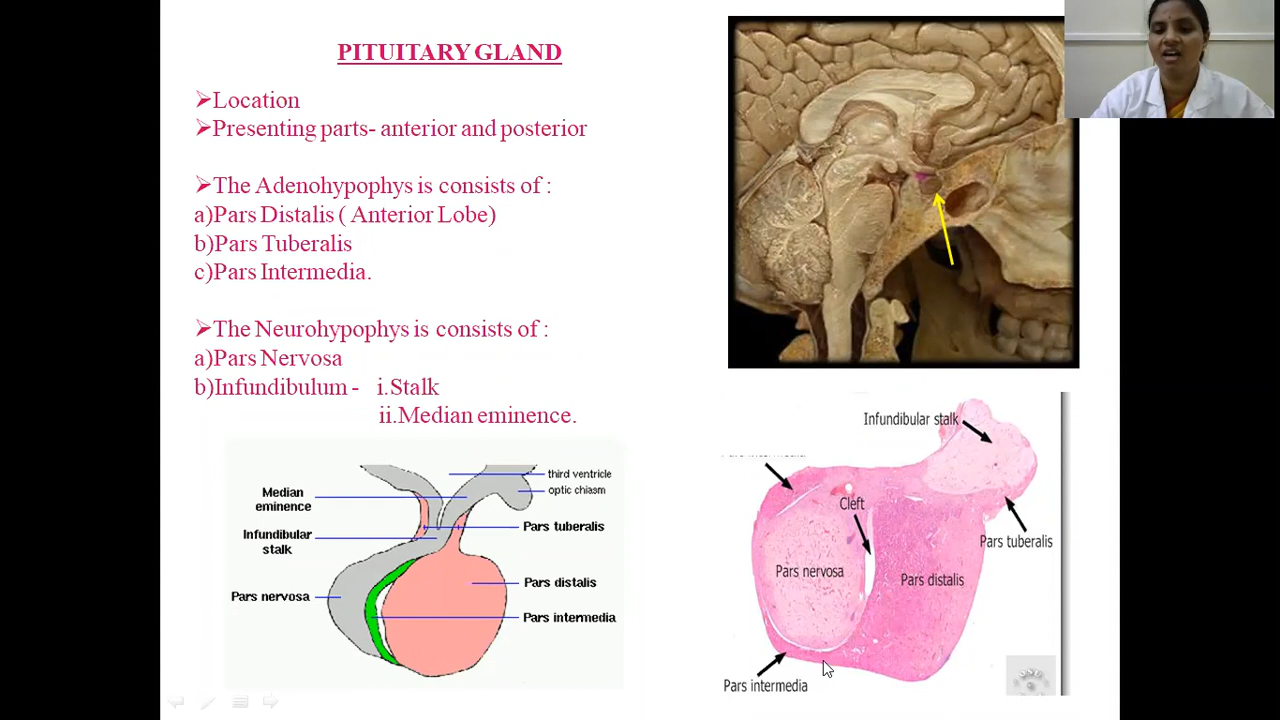 PITUITARY GLAND
➢Location
➢Presenting parts- anterior and posterior
➢The Adenohypophys is consists of :
a)Pars Distalis ( Anterior Lobe)
b)Pars Tuberalis
c)Pars Intermedia.
➢The Neurohypophys is consists of :
a)Pars Nervosa
b)Infundibulum - i.Stalk
ii.Median eminence.
third ventricle
optic chiasm
Median
eminence
Pars tuberalis
Infundibular
stalk
Pars distalis
Pars nervosa
Pars intermedia
Infundibular stalk
Cleft
Pars tuberalis
Pars nervosa
Pars distalis
Pars intermedia